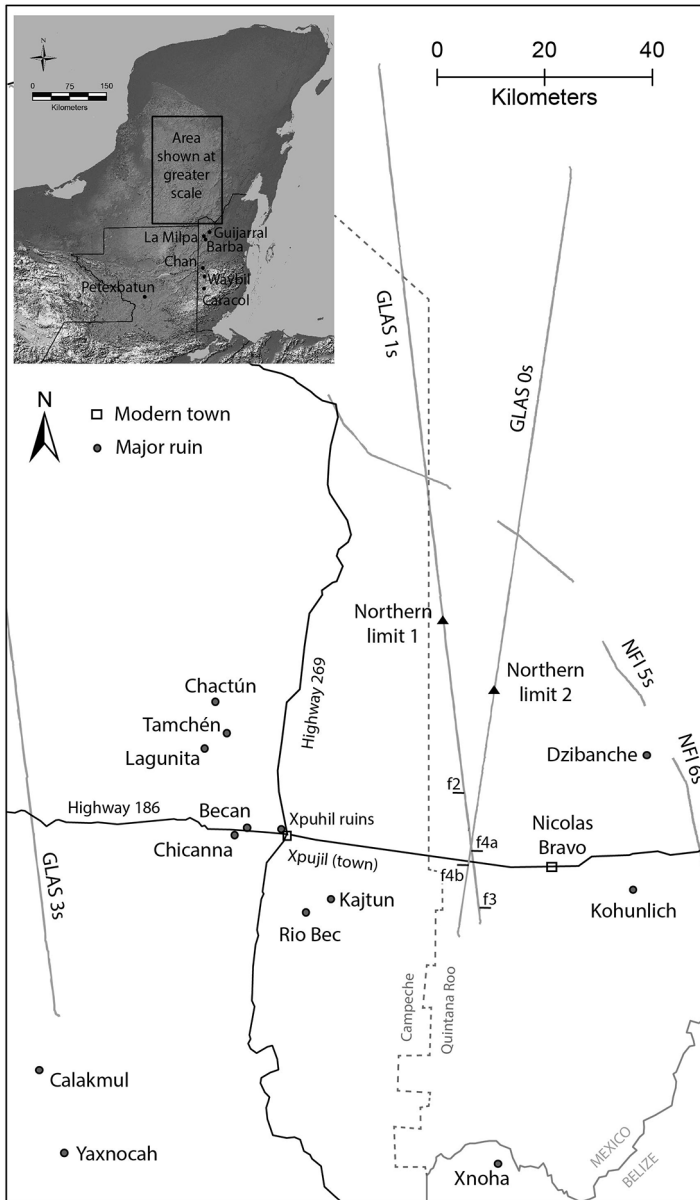 N
0 75 150
Kilometers
Area
shown at
greater
scale
La Milpa
Guijarral
Barba
Chan
Waybil
Petexbatun
Caracol
0 20 40
Kilometers
GLAS 1s
GLAS 0s
N
Modern town
Major ruin
Northern
limit 1
Northern
limit 2
NFI 5s
NFI 6s
Highway 269
Chactún
Tamchén
Lagunita
Dzibanche
f2
Highway 186
Becan
Xpuhil ruins
Nicolas
Bravo
Chicanna
Xpujil (town)
f4a
f4b
GLAS 3s
Kajtun
f3
Kohunlich
Rio Bec
Campeche
Quintana Roo
Calakmul
Yaxnocah
Xnoha
MEXICO
BELIZE